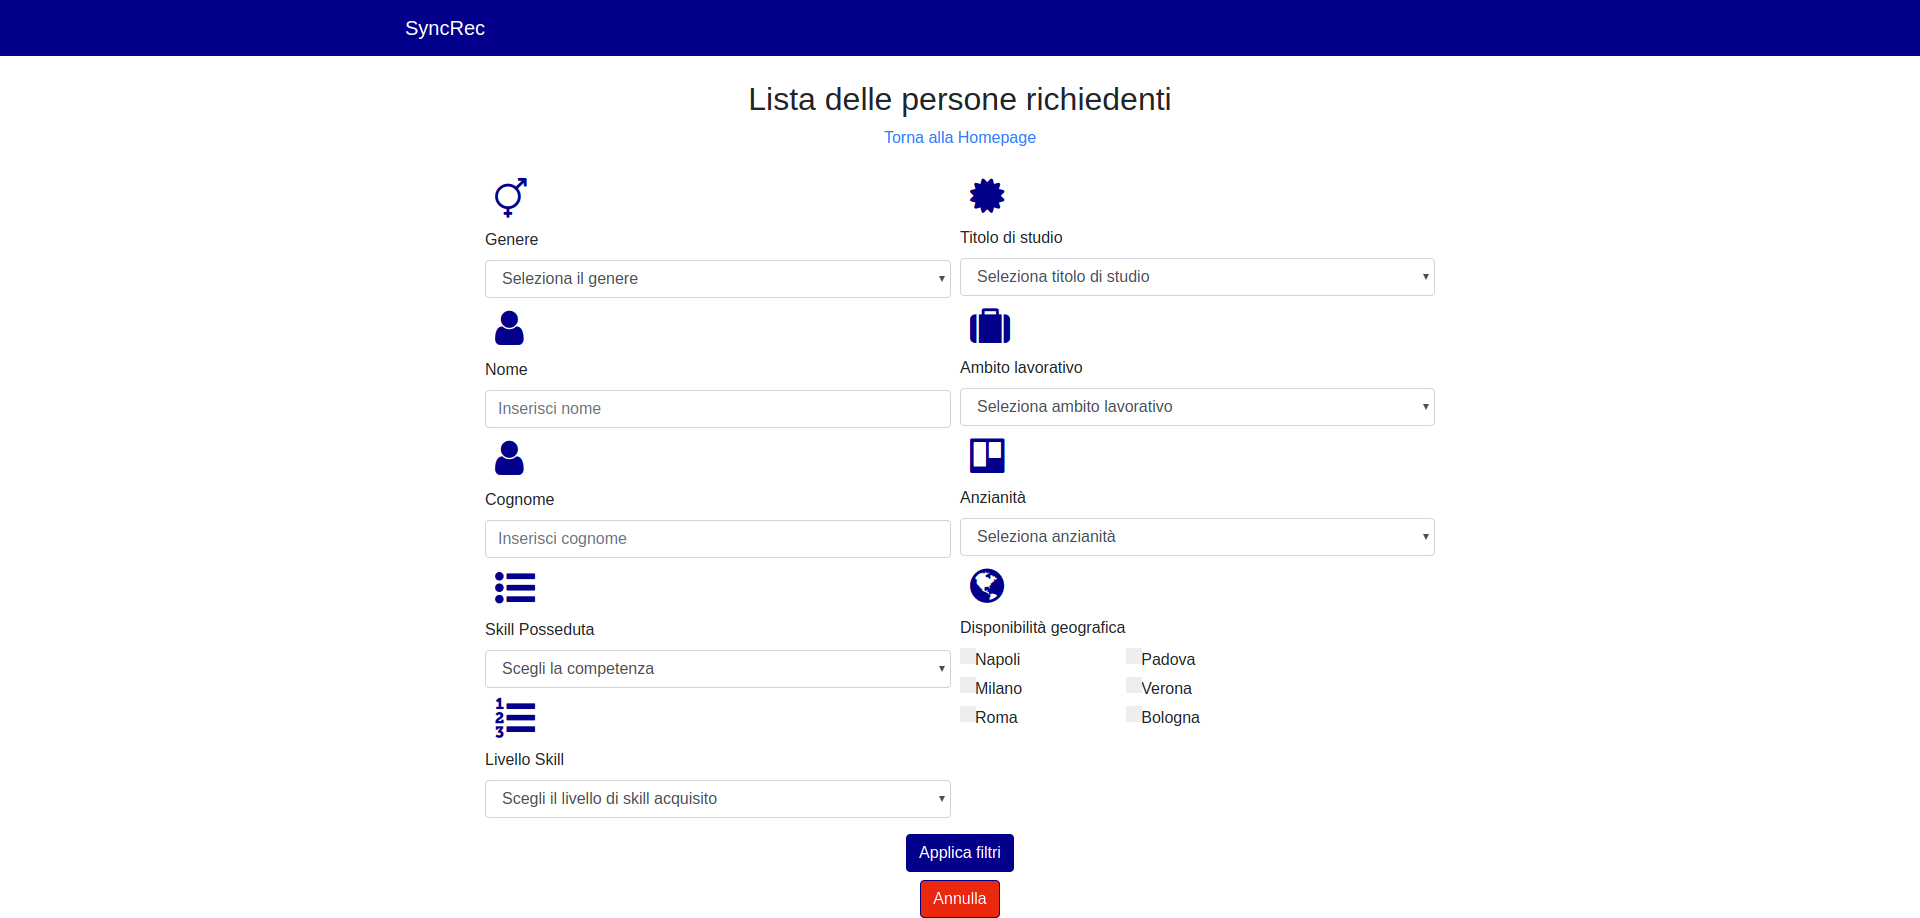 SyncRec
Lista delle persone richiedenti
Torna alla Homepage
Genere
Seleziona il genere
Nome
Inserisci nome
Cognome
Inserisci cognome
Skill Posseduta
Scegli la competenza
1
2
3
Livello Skill
Scegli il livello di skill acquisito
Titolo di studio
Seleziona titolo di studio
Ambito lavorativo
Seleziona ambito lavorativo
Anzianità
Seleziona anzianità
Disponibilità geografica
Napoli Padova
Milano Verona
Roma Bologna
Applica filtri
Annulla